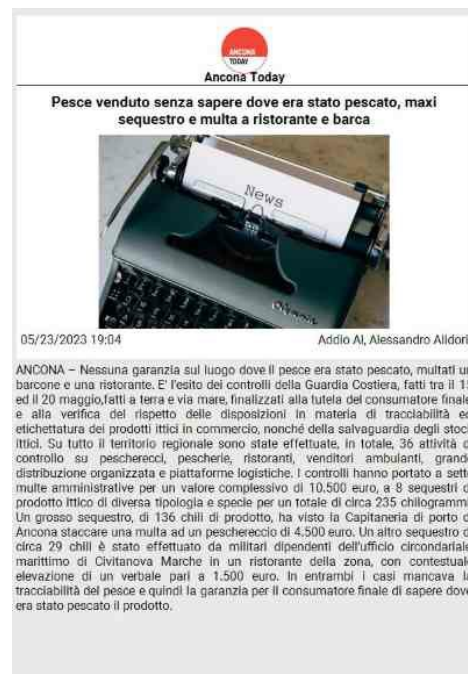 ANCONA
TODAY
Ancona Today
Pesce venduto senza sapere dove era stato pescato, maxi
sequestro e multa a ristorante e barca
News
Olympia
05/23/2023 19:04
Addio Al, Alessandro Alidori
ANCONA – Nessuna garanzia sul luogo dove il pesce era stato pescato, multati un
barcone e una ristorante. E' l'esito dei controlli della Guardia Costiera, fatti tra il
ed il 20 maggio,fatti a terra e via mare, finalizzati alla tutela del consumatore finale
e alla verifica del rispetto delle disposizioni in materia di tracciabilità ed
etichettatura dei prodotti ittici in commercio, nonché della salvaguardia degli stock
ittici. Su tutto il territorio regionale sono state effettuate, in totale, 36 attività d
controllo su pescherecci, pescherie, ristoranti, venditori ambulanti, grande
distribuzione organizzata e piattaforme logistiche. I controlli hanno portato a sette
multe amministrative per un valore complessivo di 10.500 euro, a 8 sequestri d
prodotto ittico di diversa tipologia e specie per un totale di circa 235 chilogrammi
Un grosso sequestro, di 136 chili di prodotto, ha visto la Capitaneria di porto d
Ancona staccare una multa ad un peschereccio di 4.500 euro. Un altro sequestro d
circa 29 chili è stato effettuato da militari dipendenti dell'ufficio circondariale
marittimo di Civitanova Marche in un ristorante della zona, con contestuale
elevazione di un verbale pari a 1.500 euro. In entrambi i casi mancava la
tracciabilità del pesce e quindi la garanzia per il consumatore finale di sapere dove
era stato pescato il prodotto.